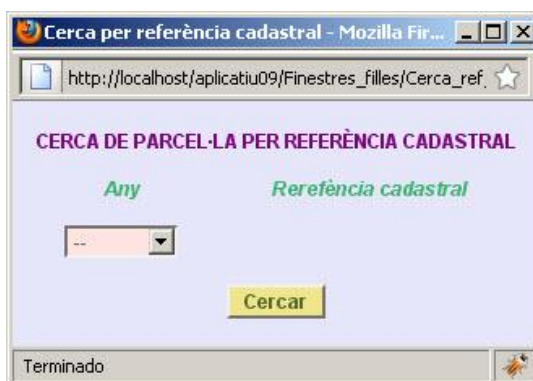 Cerca per referència cadastral - Mozilla Fir...
http://localhost/aplicatiu09/Finestres_filles/Cerca_ref_
CERCA DE PARCEL·LA PER REFERÈNCIA CADASTRAL
Any Rerefència cadastral
--
Cercar
Terminado